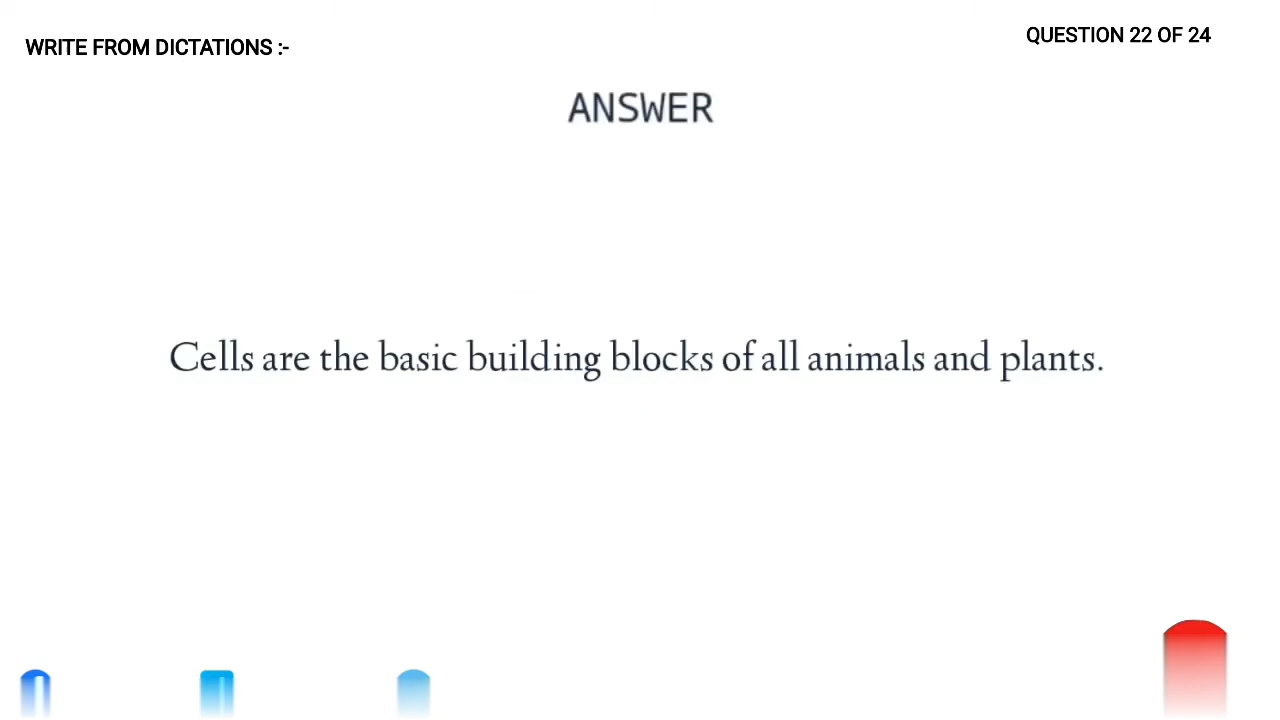 WRITE FROM DICTATIONS :-
QUESTION 22 OF 24
ANSWER
Cells are the basic building blocks of all animals and plants.